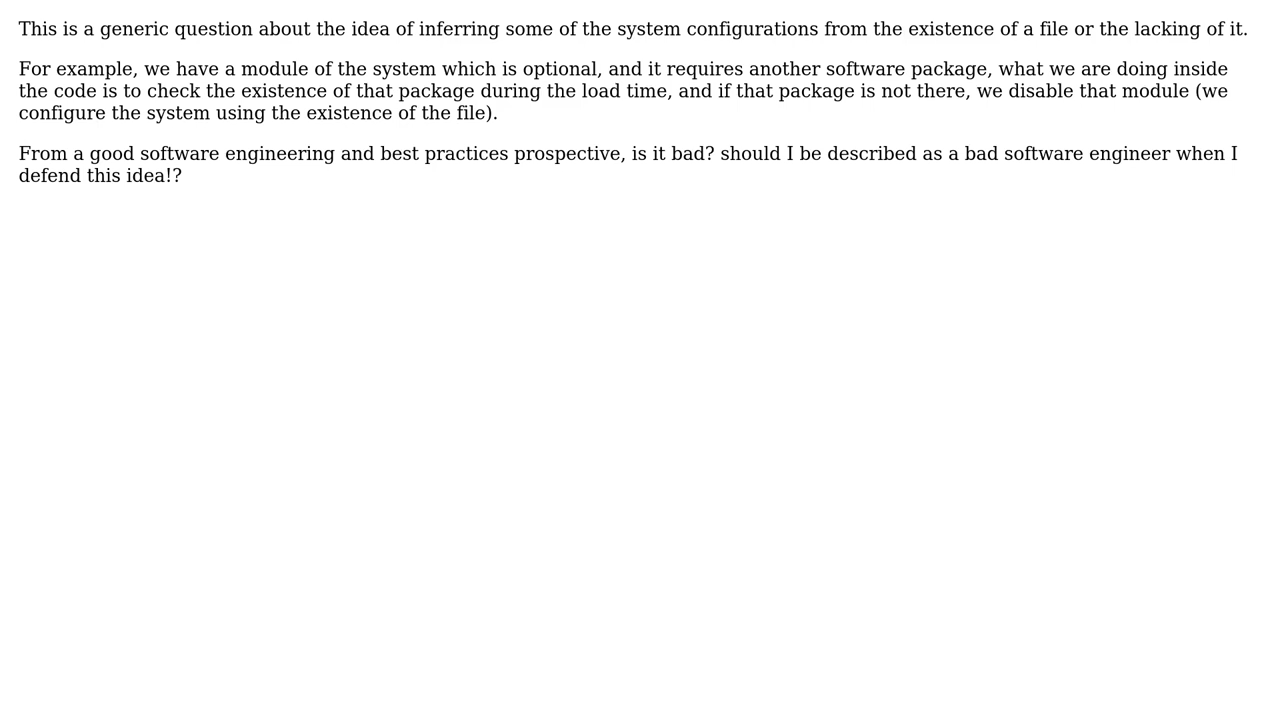 This is a generic question about the idea of inferring some of the system configurations from the existence of a file or the lacking of it.
For example, we have a module of the system which is optional, and it requires another software package, what we are doing inside
the code is to check the existence of that package during the load time, and if that package is not there, we disable that module (we
configure the system using the existence of the file).
From a good software engineering and best practices prospective, is it bad? should I be described as a bad software engineer when I
defend this idea!?